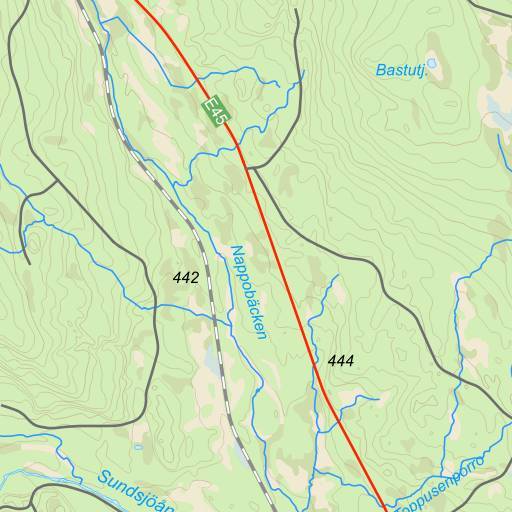 Bastutj.
E45
Nappobäcken
442
444
Toppusenporro
Sundsjöån